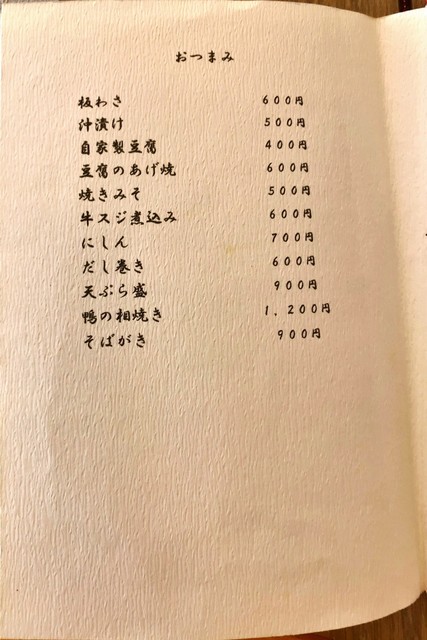 おつまみ
板わさ 600円
沖漬け 500円
自家製豆腐 400円
豆腐のあげ焼 600円
焼きみそ 500円
牛スジ煮込み 600円
にしん 700円
だし巻き 600円
天ぷら盛 900円
鴨の相焼き 1,200円
そばがき 900円